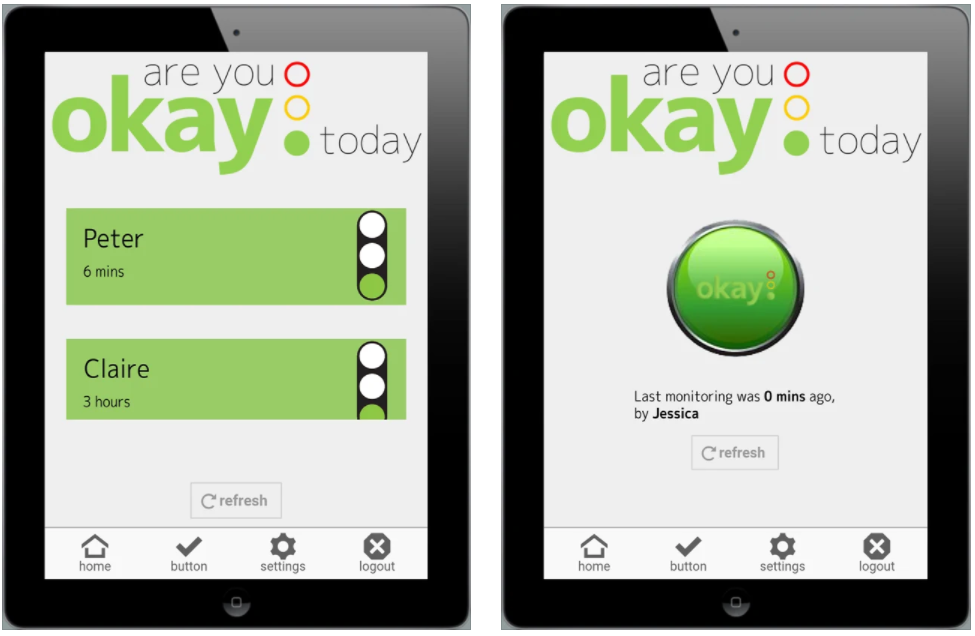 are you
okay
today
Peter
6 mins
Claire
3 hours
refresh
home button settings logout
are you
okay
today
okay
Last monitoring was 0 mins ago,
by Jessica
refresh
home button settings logout